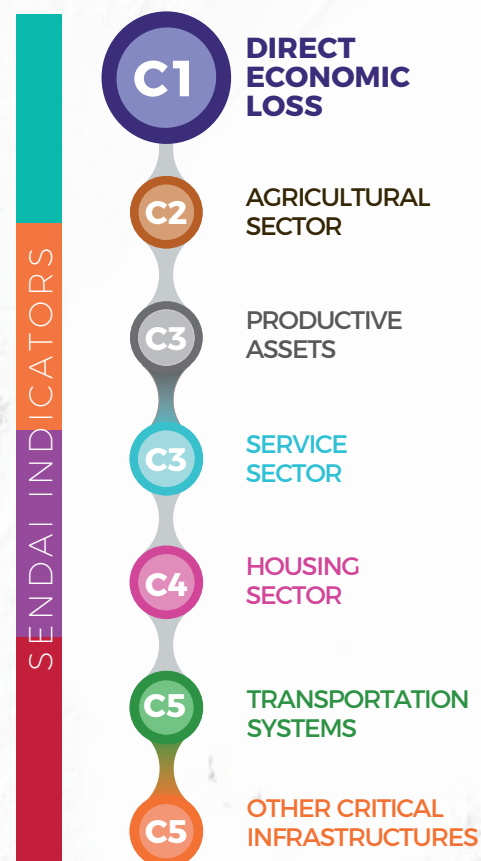 SENDAI INDICATORS
C1
DIRECT
ECONOMIC
LOSS
C2
AGRICULTURAL
SECTOR
C3
PRODUCTIVE
ASSETS
C3
SERVICE
SECTOR
C4
HOUSING
SECTOR
C5
TRANSPORTATION
SYSTEMS
C5
OTHER CRITICAL
INFRASTRUCTURES